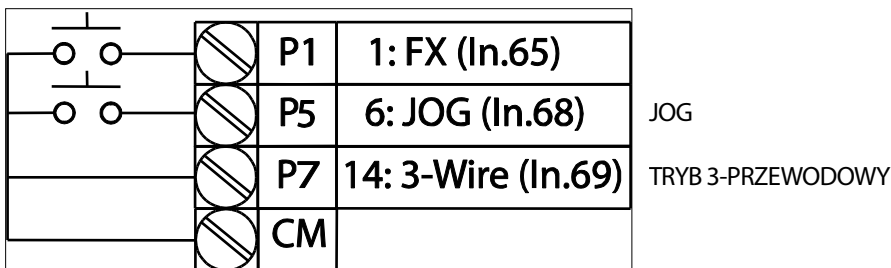 P1 1: FX (In.65)
P5 6: JOG (In.68) JOG
P7 14: 3-Wire (In.69) TRYB 3-PRZEWODOWY
CM